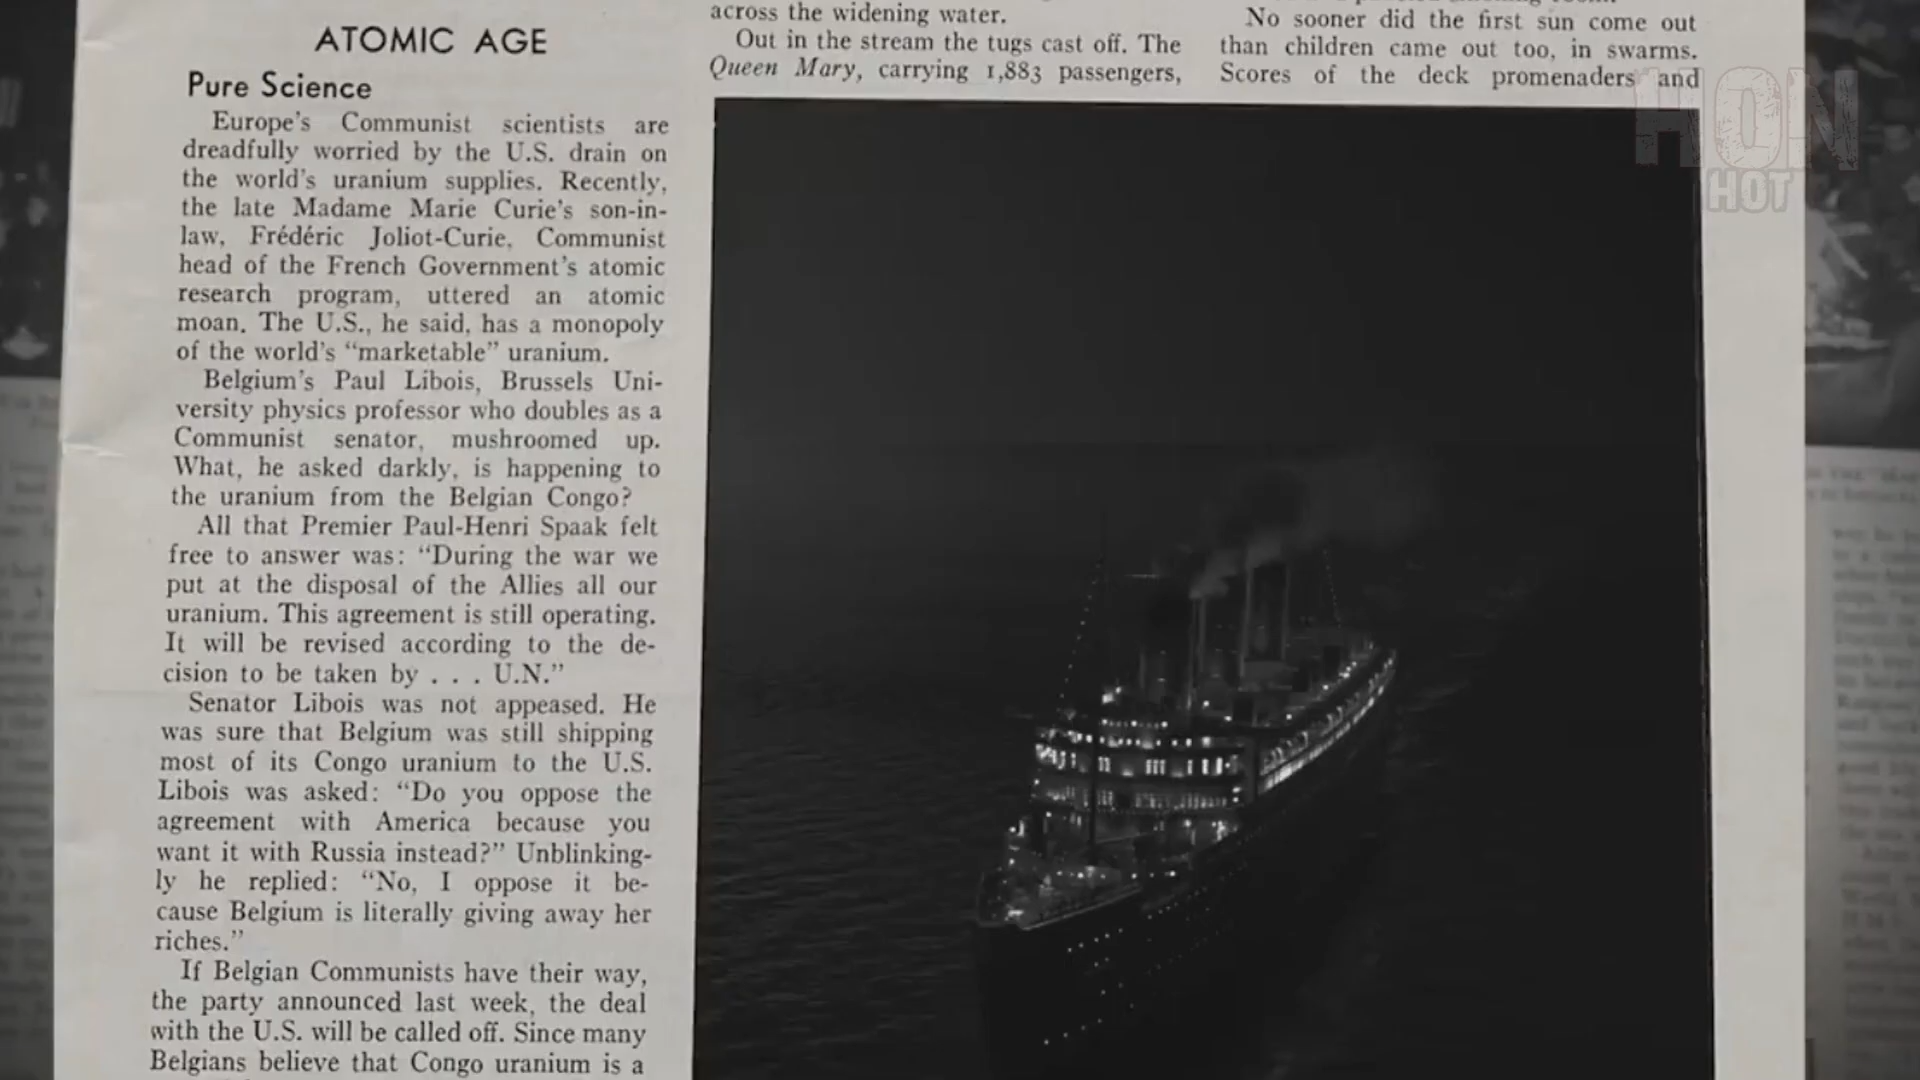 ATOMIC AGE
Pure Science
Europe's Communist scientists are
dreadfully worried by the U.S. drain on
the world's uranium supplies. Recently,
the late Madame Marie Curie's son-in-
law, Frédéric Joliot-Curie, Communist
head of the French Government's atomic
research program, uttered an atomic
moan. The U.S., he said, has a monopoly
of the world's “marketable” uranium.
Belgium's Paul Libois, Brussels Uni-
versity physics professor who doubles as a
Communist senator, mushroomed up.
What, he asked darkly, is happening to
the uranium from the Belgian Congo?
All that Premier Paul-Henri Spaak felt
free to answer was: “During the war we
put at the disposal of the Allies all our
uranium. This agreement is still operating.
It will be revised according to the de-
cision to be taken by . . . U.N.”
Senator Libois was not appeased. He
was sure that Belgium was still shipping
most of its Congo uranium to the U.S.
Libois was asked: “Do you oppose the
agreement with America because you
want it with Russia instead?” Unblinking-
ly he replied: “No, I oppose it be-
cause Belgium is literally giving away her
riches.”
If Belgian Communists have their way,
the party announced last week, the deal
with the U.S. will be called off. Since many
Belgians believe that Congo uranium is a
across the widening water.
Out in the stream the tugs cast off. The
Queen Mary, carrying 1,883 passengers,
No sooner did the first sun come out
than children came out too, in swarms.
Scores of the deck promenaders and
HON
HOT